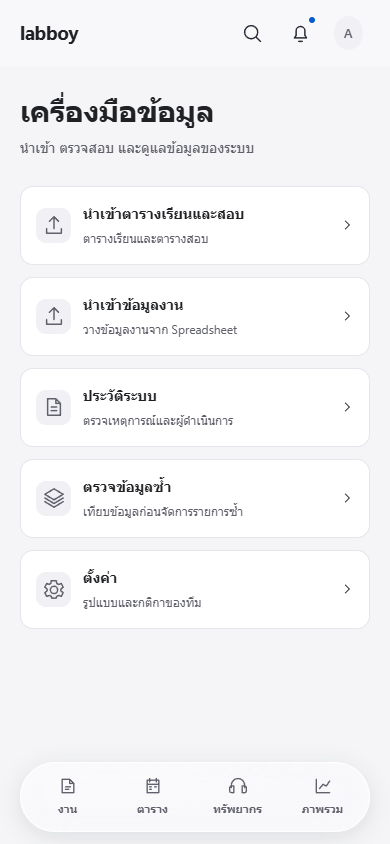 labboy
A
เครื่องมือข้อมูล
นำเข้า ตรวจสอบ และดูแลข้อมูลของระบบ
นำเข้าตารางเรียนและสอบ
ตารางเรียนและตารางสอบ
นำเข้าข้อมูลงาน
วางข้อมูลงานจาก Spreadsheet
ประวัติระบบ
ตรวจเหตุการณ์และผู้ดำเนินการ
ตรวจข้อมูลซ้ำ
เทียบข้อมูลก่อนจัดการรายการซ้ำ
ตั้งค่า
รูปแบบและกติกาของทีม
งาน ตาราง ทรัพยากร ภาพรวม